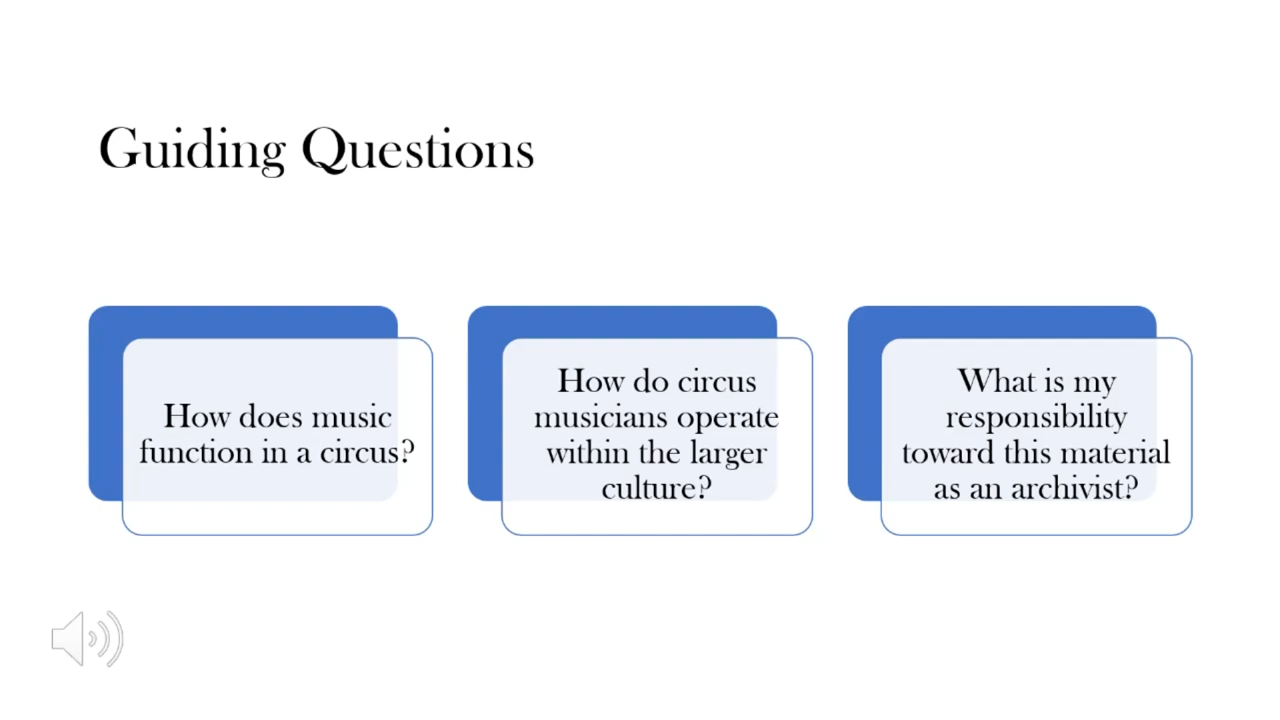 Guiding Questions
How does music
function in a circus?
How do circus
musicians operate
within the larger
culture?
What is my
responsibility
toward this material
as an archivist?